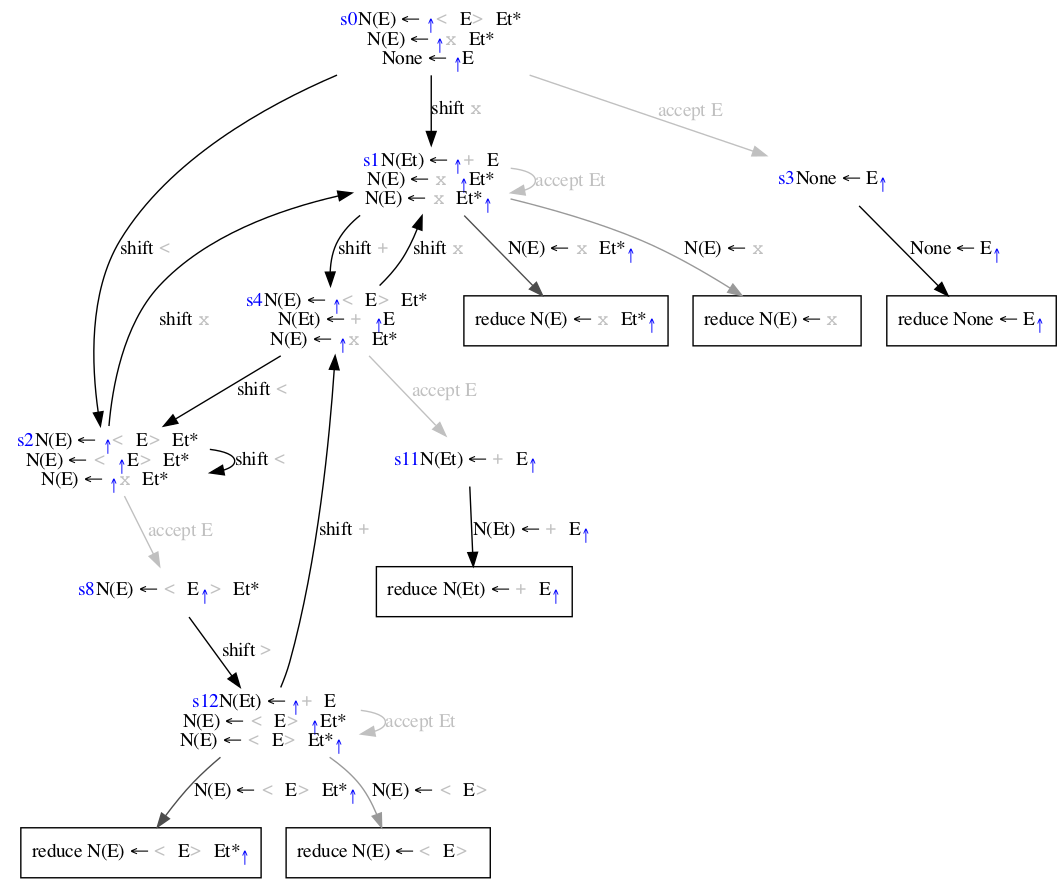 s0N(E) ← ↑< E> Et*
N(E) ← ↑x Et*
None ← ↑E
shift x
accept E
s1N(Et) ← ↑+ E
N(E) ← x ↑Et*
N(E) ← x Et*↑
accept Et
s3None ← E↑
shift <
shift +
shift x
N(E) ← x Et*↑
N(E) ← x
None ← E↑
shift x
s4N(E) ← ↑< E> Et*
N(Et) ← + ↑E
N(E) ← ↑x Et*
reduce N(E) ← x Et*↑
reduce N(E) ← x
reduce None ← E↑
shift <
accept E
s2N(E) ← ↑< E> Et*
N(E) ← < ↑E> Et*
N(E) ← ↑x Et*
shift <
s11N(Et) ← + E↑
accept E
shift +
N(Et) ← + E↑
s8N(E) ← < E↑> Et*
reduce N(Et) ← + E↑
shift >
s12N(Et) ← ↑+ E
N(E) ← < E> ↑Et*
N(E) ← < E> Et*↑
accept Et
N(E) ← < E> Et*↑
N(E) ← < E>
reduce N(E) ← < E> Et*↑
reduce N(E) ← < E>